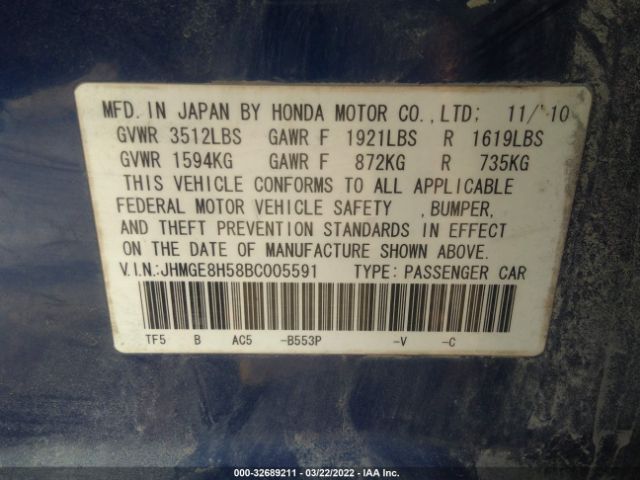 MFD. IN JAPAN BY HONDA MOTOR CO.,LTD; 11/'10
GVWR 3512LBS GAWR F 1921LBS R 1619LBS
GVWR 1594KG GAWR F 872KG R 735KG
THIS VEHICLE CONFORMS TO ALL APPLICABLE
FEDERAL MOTOR VEHICLE SAFETY ,BUMPER,
AND THEFT PREVENTION STANDARDS IN EFFECT
ON THE DATE OF MANUFACTURE SHOWN ABOVE.
V.IN.:JHMGE8H58BC005591 TYPE: PASSENGER CAR
TF5 B AC5 -B553P -V -C
000-32689211 - 03/22/2022 - IAA Inc.